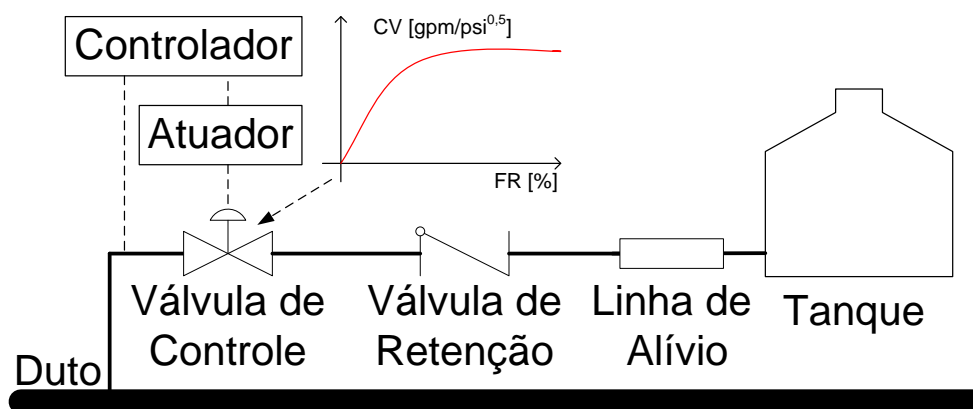 Controlador
CV [gpm/psi^0,5]
Atuador
FR [%]
Válvula de
Controle
Válvula de
Retenção
Linha de
Alívio
Tanque
Duto